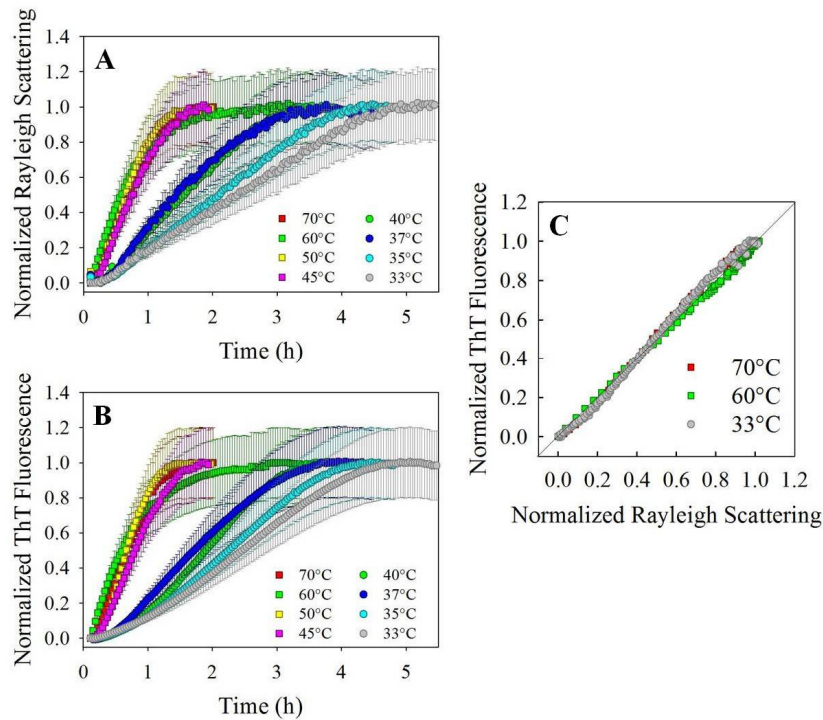 A
Normalized Rayleigh Scattering
1.4
1.2
1.0
0.8
0.6
0.4
0.2
0.0
70°C
60°C
50°C
45°C
40°C
37°C
35°C
33°C
0 1 2 3 4 5
Time (h)
B
Normalized ThT Fluorescence
1.4
1.2
1.0
0.8
0.6
0.4
0.2
0.0
70°C
60°C
50°C
45°C
40°C
37°C
35°C
33°C
0 1 2 3 4 5
Time (h)
C
Normalized ThT Fluorescence
1.2
1.0
0.8
0.6
0.4
0.2
0.0
70°C
60°C
33°C
0.0 0.2 0.4 0.6 0.8 1.0 1.2
Normalized Rayleigh Scattering